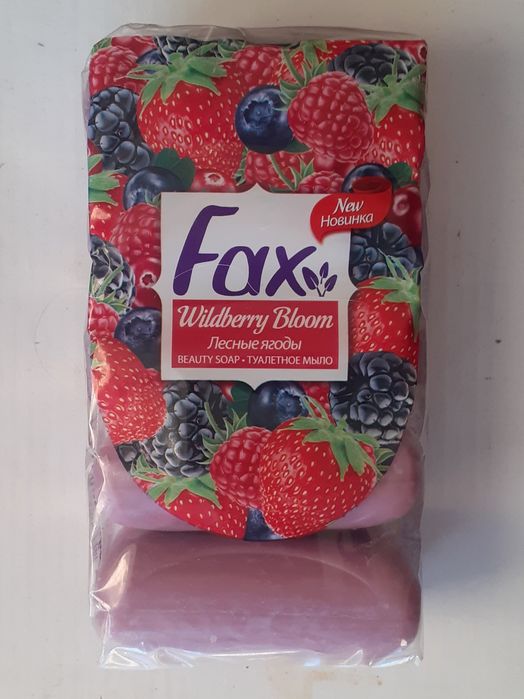 New
Новинка
Fax
Wildberry Bloom
Лесные ягоды
BEAUTY SOAP • ТУАЛЕТНОЕ МЫЛО